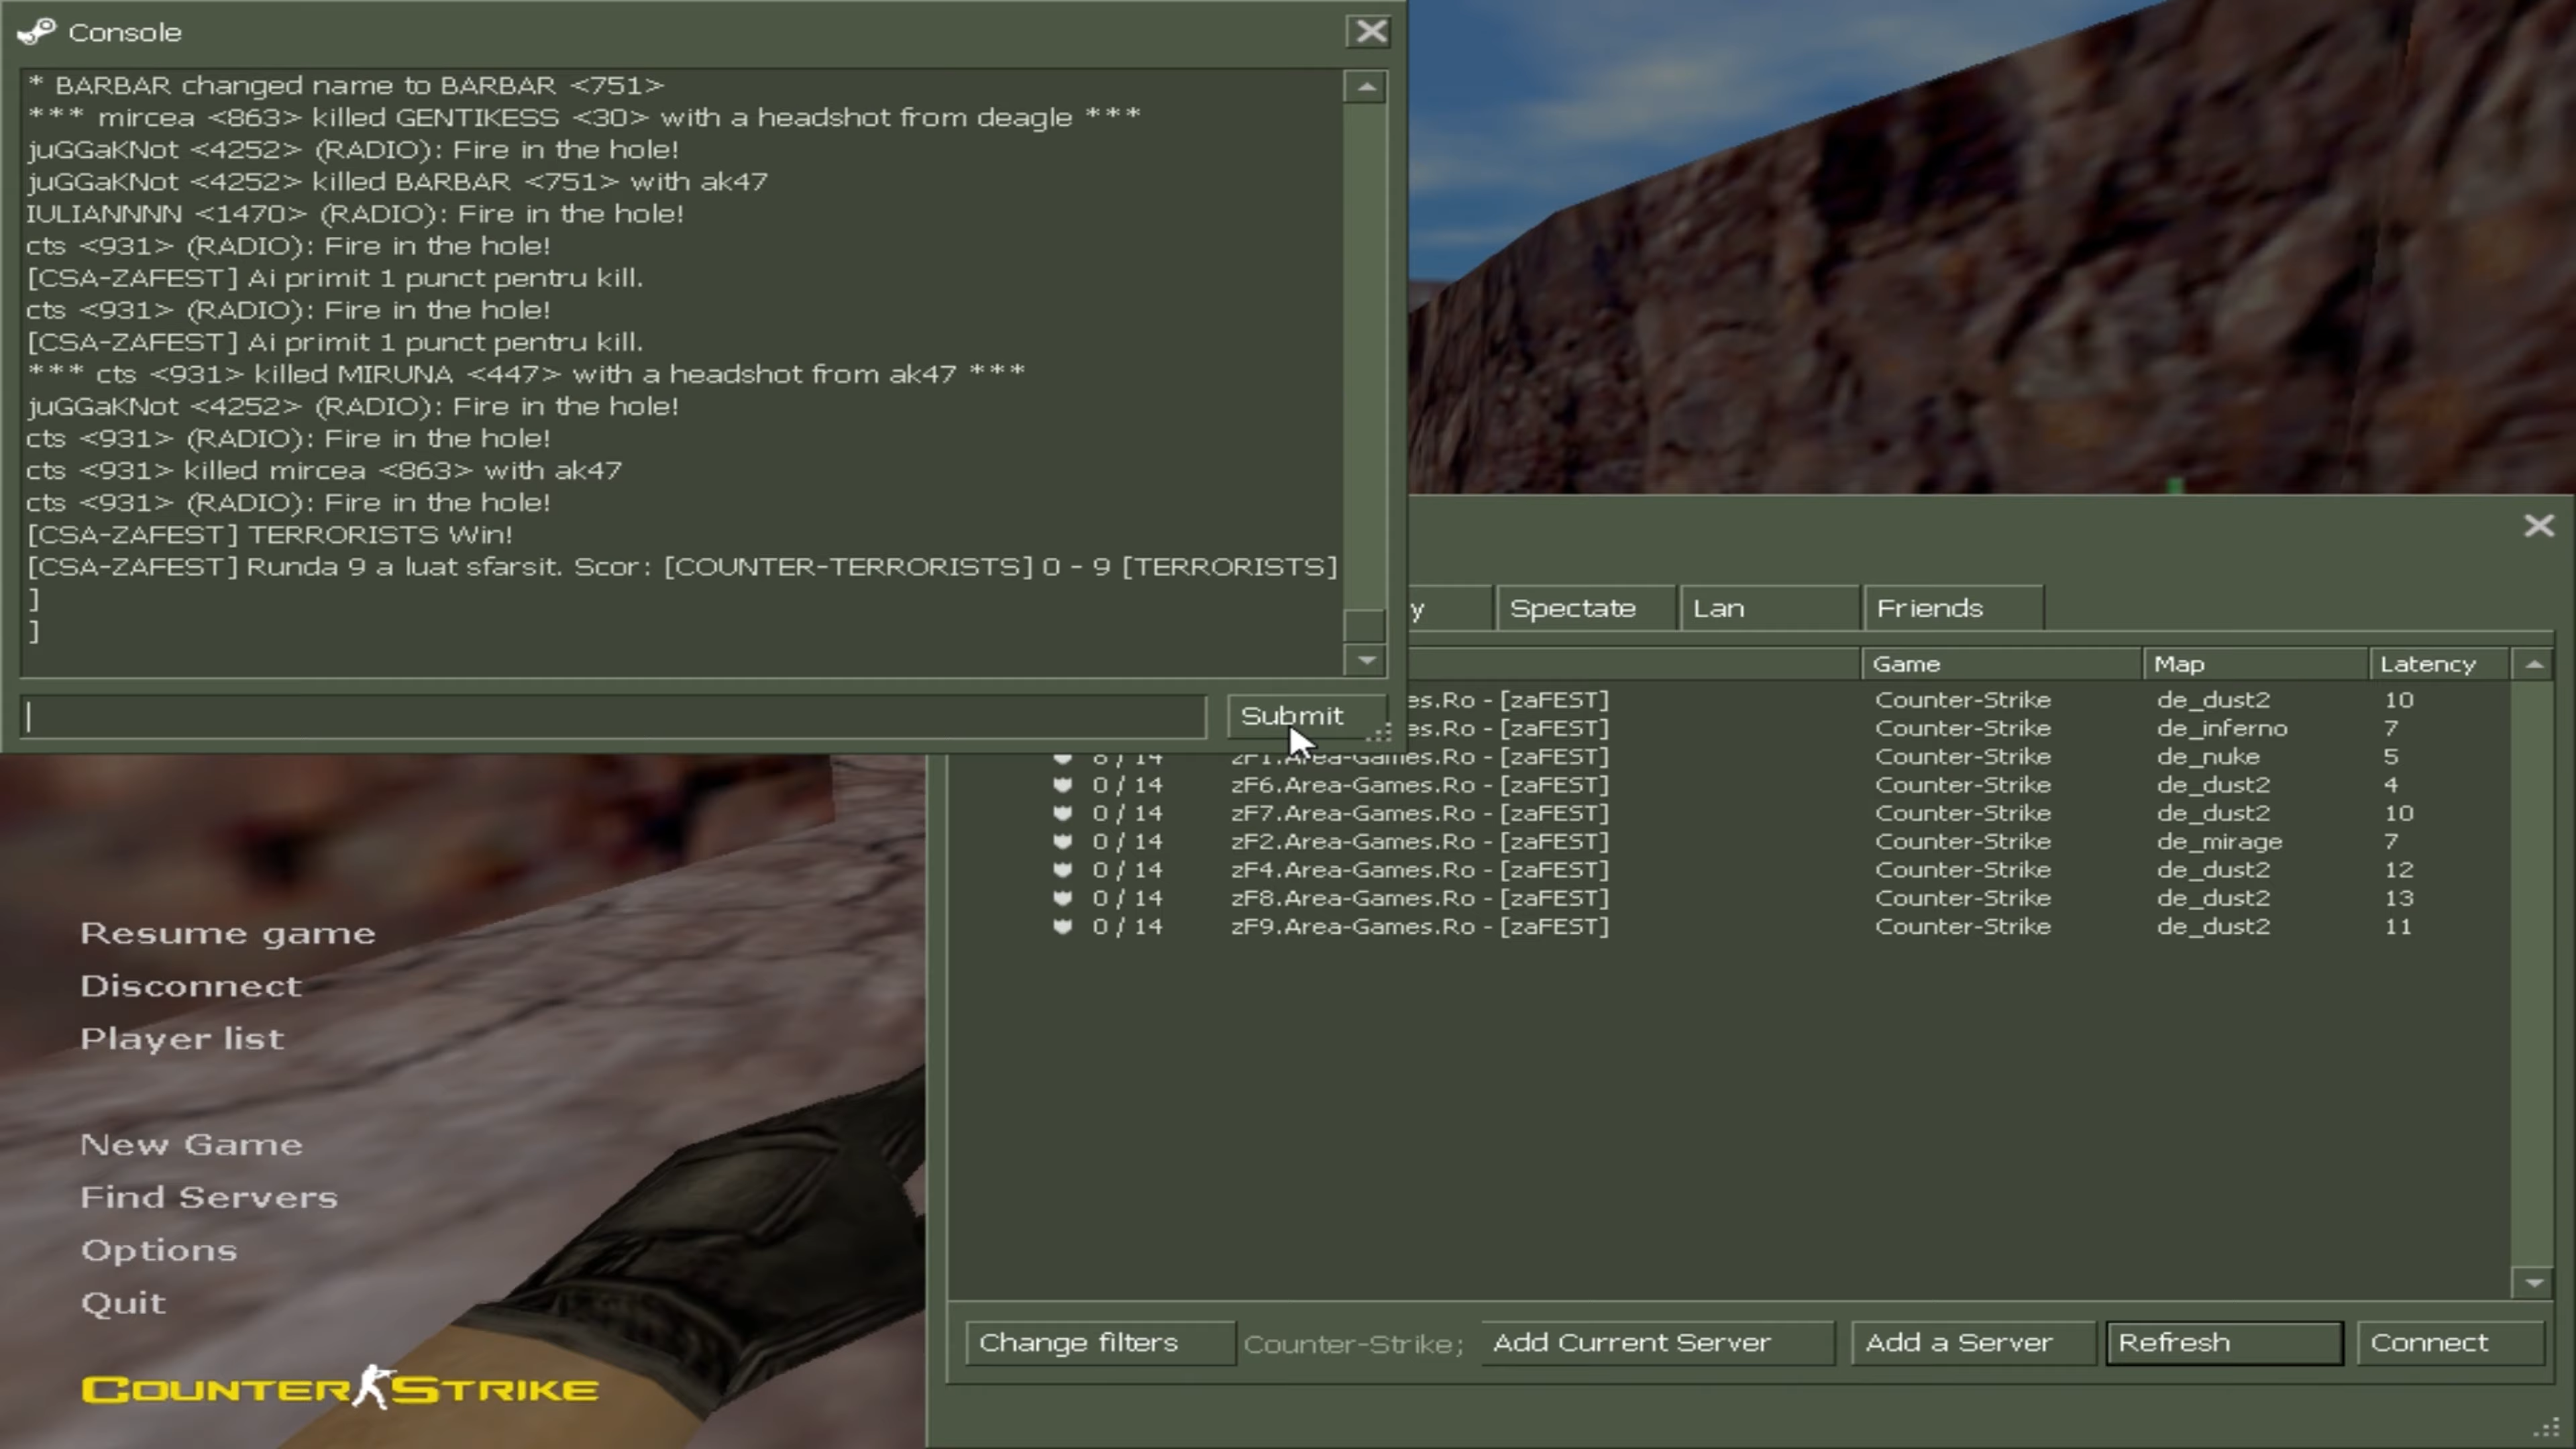 Console
* BARBAR changed name to BARBAR <751>
*** mircea <863> killed GENTIKESS <30> with a headshot from deagle ***
juGGaKNot <4252> (RADIO): Fire in the hole!
juGGaKNot <4252> killed BARBAR <751> with ak47
IULIANNNN <1470> (RADIO): Fire in the hole!
cts <931> (RADIO): Fire in the hole!
[CSA-ZAFEST] Ai primit 1 punct pentru kill.
cts <931> (RADIO): Fire in the hole!
[CSA-ZAFEST] Ai primit 1 punct pentru kill.
*** cts <931> killed MIRUNA <447> with a headshot from ak47 ***
juGGaKNot <4252> (RADIO): Fire in the hole!
cts <931> (RADIO): Fire in the hole!
cts <931> killed mircea <863> with ak47
cts <931> (RADIO): Fire in the hole!
[CSA-ZAFEST] TERRORISTS Win!
[CSA-ZAFEST] Runda 9 a luat sfarsit. Scor: [COUNTER-TERRORISTS] 0 - 9 [TERRORISTS]
]
]
Submit
y Spectate Lan Friends
Game Map Latency
es.Ro - [zaFEST] Counter-Strike de_dust2 10
es.Ro - [zaFEST] Counter-Strike de_inferno 7
8 / 14 zF1.Area-Games.Ro - [zaFEST] Counter-Strike de_nuke 5
0 / 14 zF6.Area-Games.Ro - [zaFEST] Counter-Strike de_dust2 4
0 / 14 zF7.Area-Games.Ro - [zaFEST] Counter-Strike de_dust2 10
0 / 14 zF2.Area-Games.Ro - [zaFEST] Counter-Strike de_mirage 7
0 / 14 zF4.Area-Games.Ro - [zaFEST] Counter-Strike de_dust2 12
0 / 14 zF8.Area-Games.Ro - [zaFEST] Counter-Strike de_dust2 13
0 / 14 zF9.Area-Games.Ro - [zaFEST] Counter-Strike de_dust2 11
Change filters Counter-Strike; Add Current Server Add a Server Refresh Connect
Resume game
Disconnect
Player list
New Game
Find Servers
Options
Quit
COUNTER STRIKE